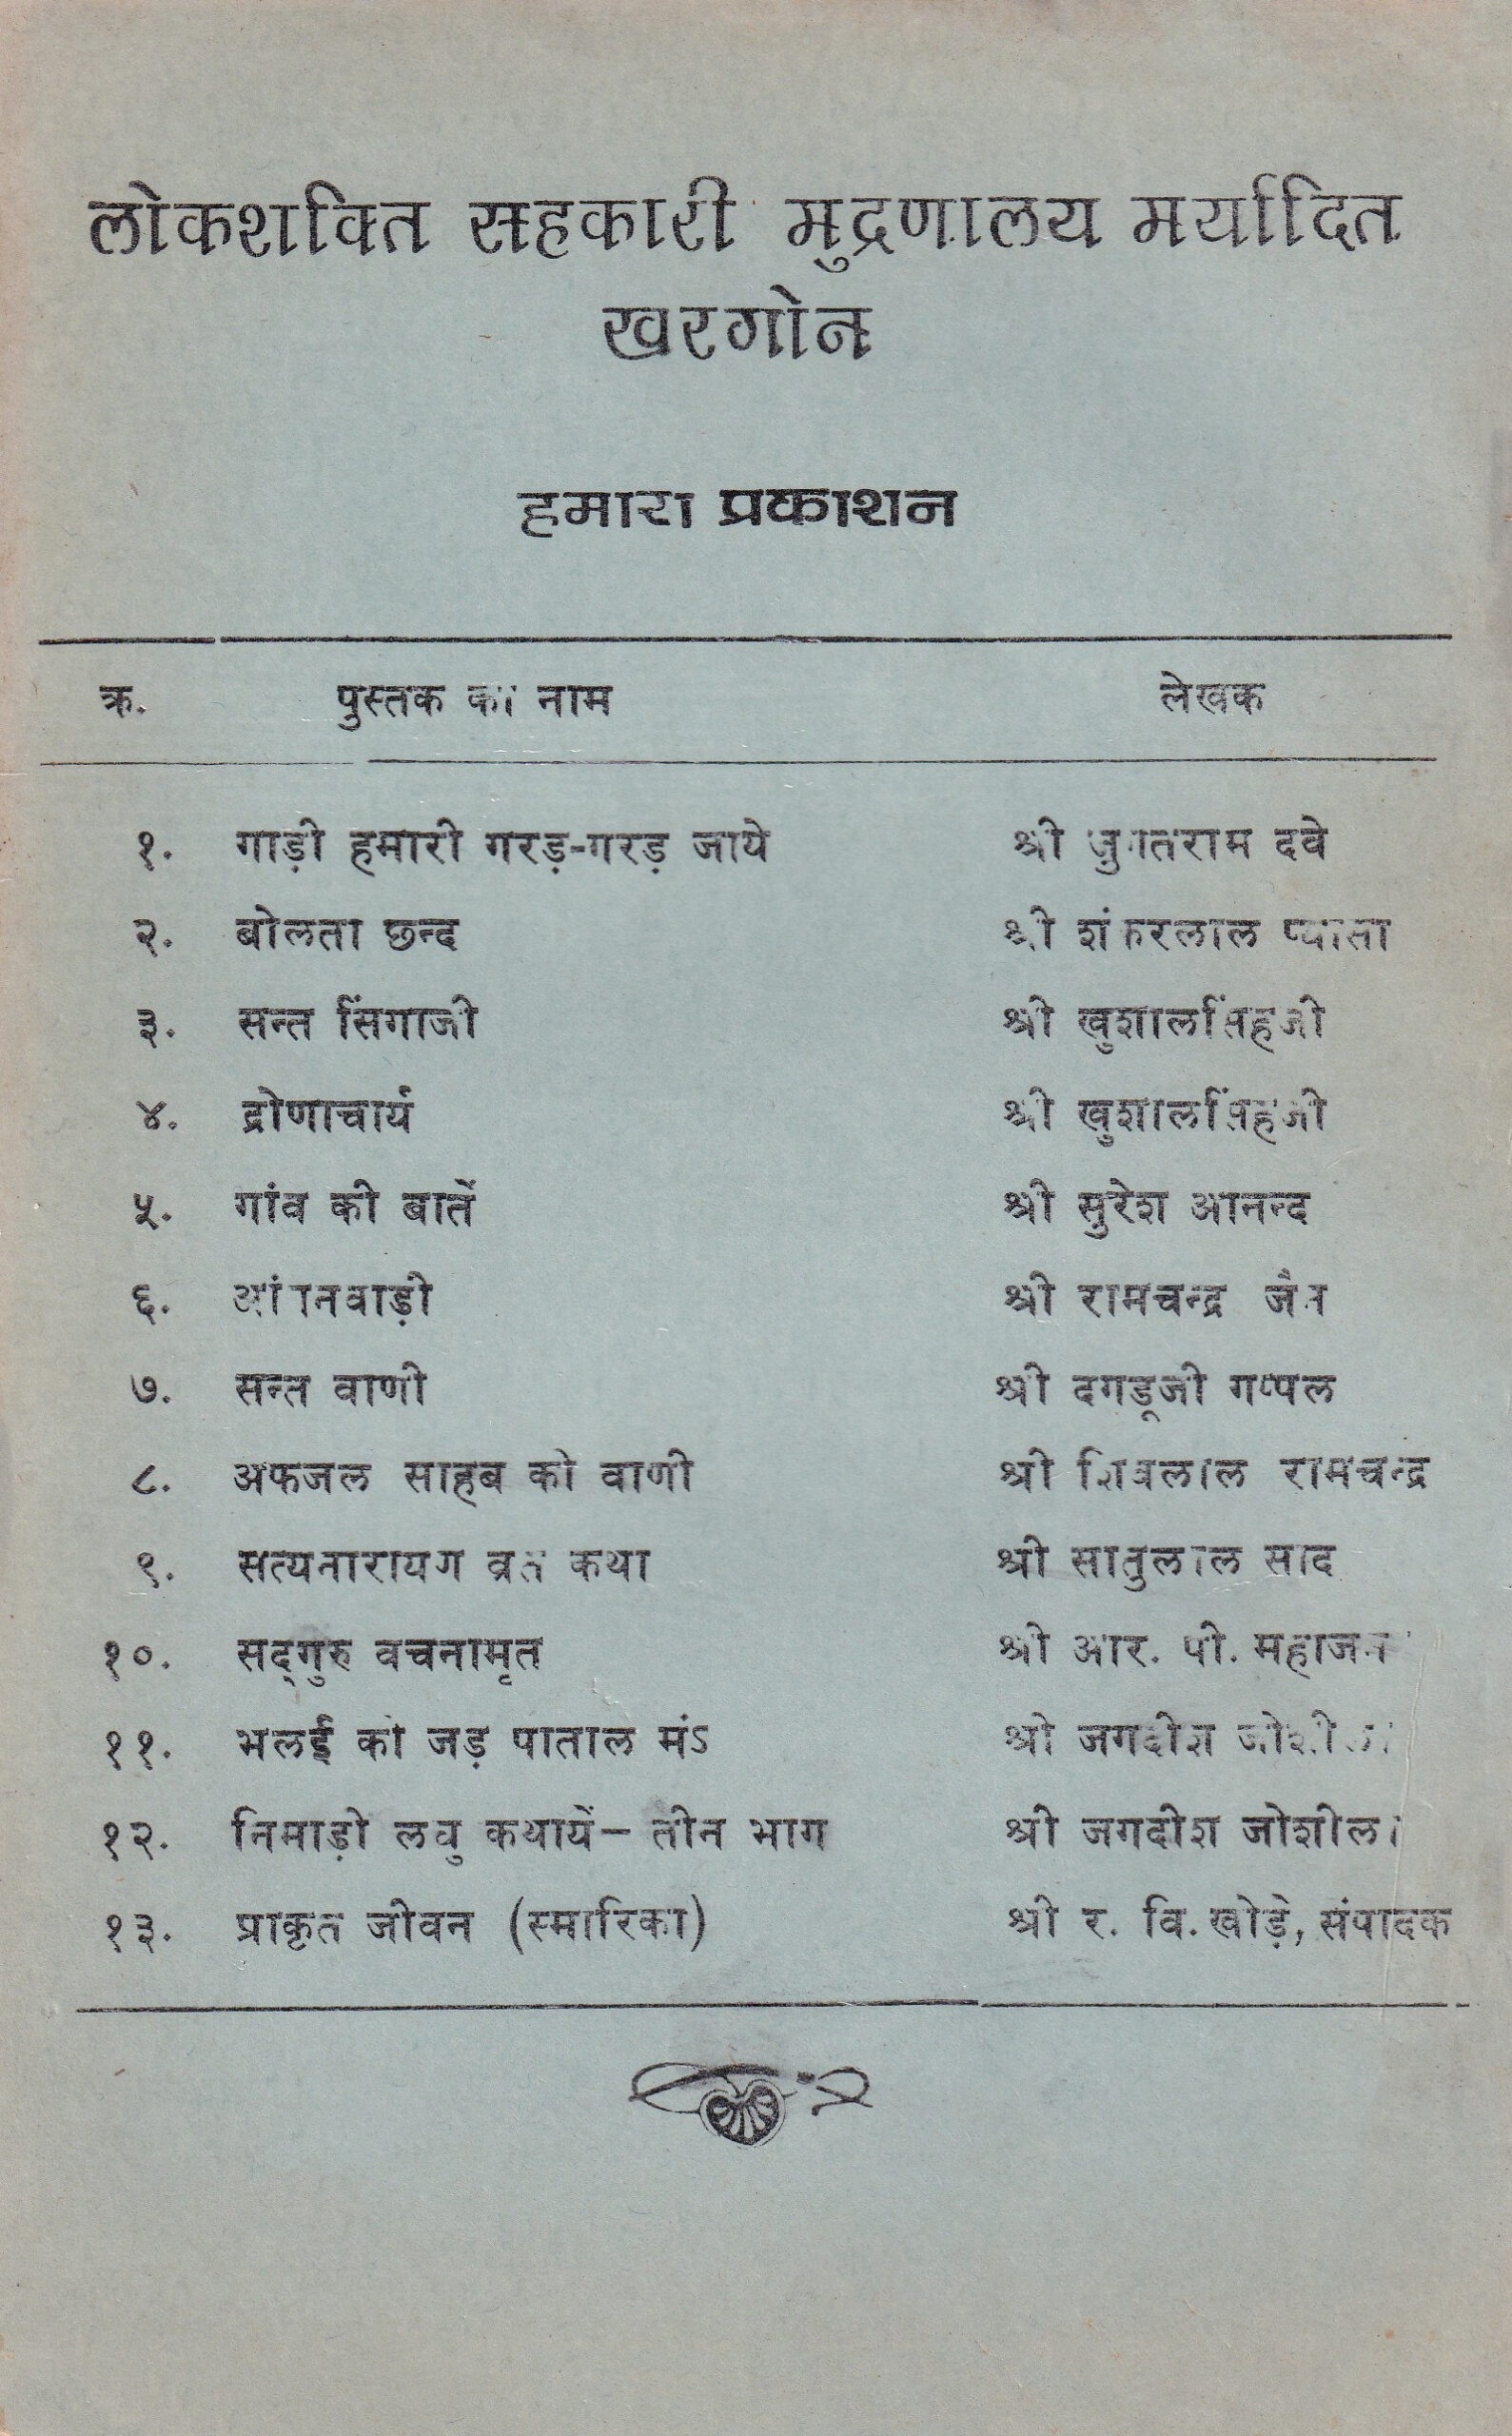 लोकशक्ति सहकारी मुद्रणालय मर्यादित
खरगोन
हमारा प्रकाशन
क्र. पुस्तक का नाम लेखक
१. गाड़ी हमारी गरड़-गरड़ जाये श्री जुगतराम दवे
२. बोलता छन्द श्री शंकरलाल प्यासा
३. सन्त सिंगाजी श्री खुशालसिंहजी
४. द्रोणाचार्य श्री खुशालसिंहजी
५. गांव की बातें श्री सुरेश आनन्द
६. आंगनवाड़ी श्री रामचन्द्र जैन
७. सन्त वाणी श्री दगडूजी गप्पल
८. अफजल साहब की वाणी श्री शिवलाल रामचन्द्र
९. सत्यनारायण व्रत कथा श्री सातुलाल साद
१०. सद्गुरु वचनामृत श्री आर. पी. महाजन
११. भलई की जड़ पाताल मंऽ श्री जगदीश जोशीला
१२. निमाड़ी लघु कथायें- तीन भाग श्री जगदीश जोशीला
१३. प्राकृत जीवन (स्मारिका) श्री र. वि. खोड़े, संपादक